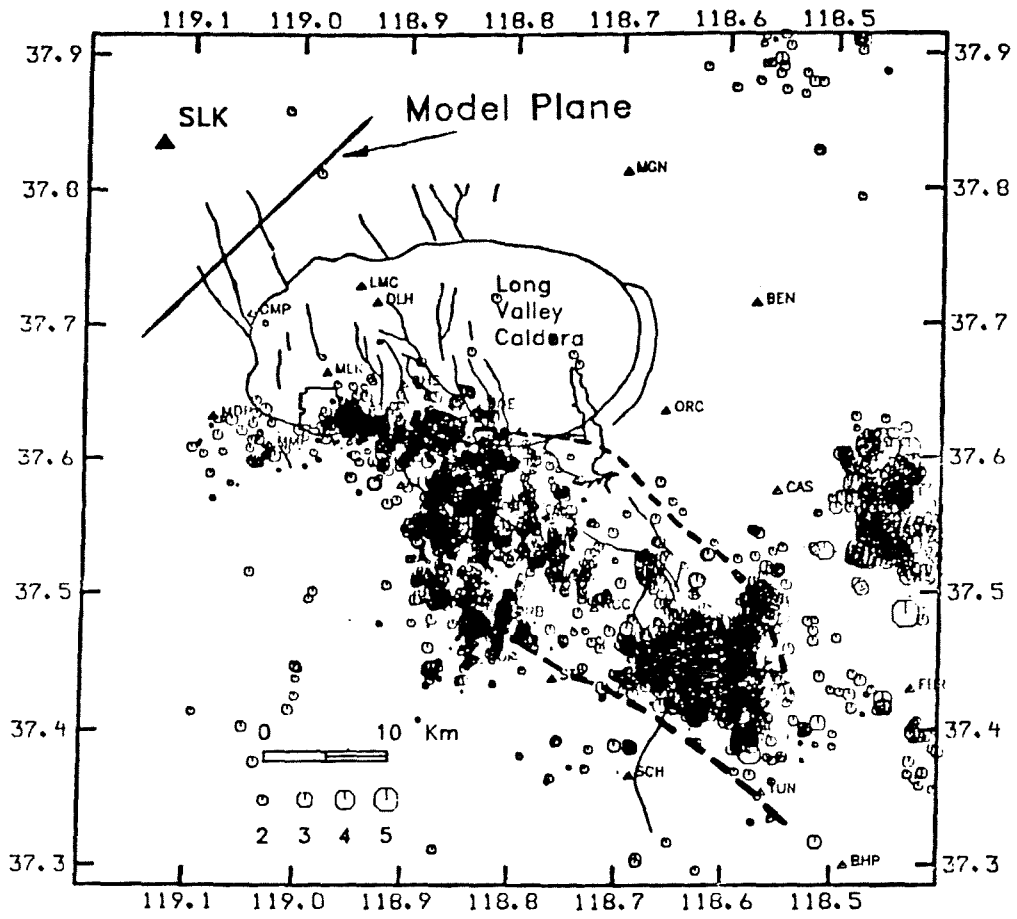 119.1 119.0 118.9 118.8 118.7 118.6 118.5
37.9 37.9
SLK
Model Plane
MGN
37.8 37.8
LMC
DLH
Long
Valley
Caldera
BEN
CMP
37.7 37.7
ORC
MMP
37.6 37.6
CAS
37.5 37.5
37.4 37.4
0 10 Km
SCH
TUN
2 3 4 5
37.3 BHP 37.3
119.1 119.0 118.9 118.8 118.7 118.6 118.5